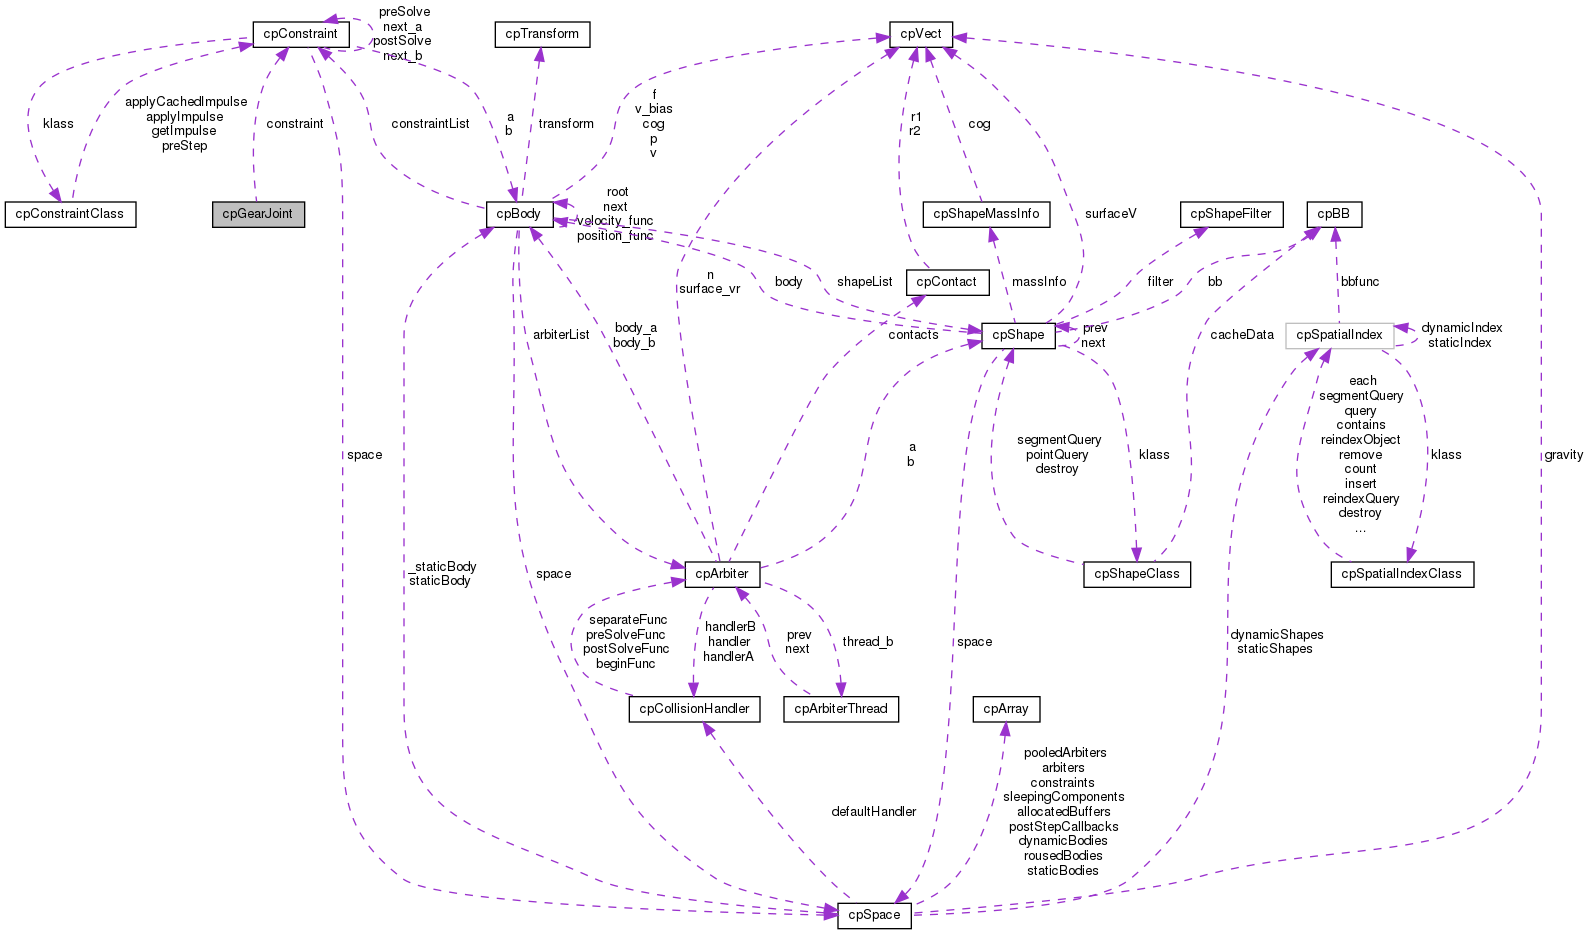 preSolve
next_a
postSolve
next_b
cpConstraint
cpTransform
cpVect
klass
applyCachedImpulse
applyImpulse
getImpulse
preStep
constraint
constraintList
a
b
transform
f
v_bias
cog
p
v
r1
r2
cog
cpConstraintClass
cpGearJoint
cpBody
root
next
velocity_func
position_func
cpShapeMassInfo
surfaceV
cpShapeFilter
cpBB
n
surface_vr
body
shapeList
cpContact
massInfo
filter
bb
bbfunc
arbiterList
body_a
body_b
contacts
cpShape
prev
next
cacheData
cpSpatialIndex
dynamicIndex
staticIndex
space
a
b
segmentQuery
pointQuery
destroy
klass
each
segmentQuery
query
contains
reindexObject
remove
count
insert
reindexQuery
destroy
...
klass
gravity
_staticBody
staticBody
space
cpArbiter
cpShapeClass
cpSpatialIndexClass
separateFunc
preSolveFunc
postSolveFunc
beginFunc
handlerB
handler
handlerA
prev
next
thread_b
space
dynamicShapes
staticShapes
cpCollisionHandler
cpArbiterThread
cpArray
defaultHandler
pooledArbiters
arbiters
constraints
sleepingComponents
allocatedBuffers
postStepCallbacks
dynamicBodies
rousedBodies
staticBodies
cpSpace